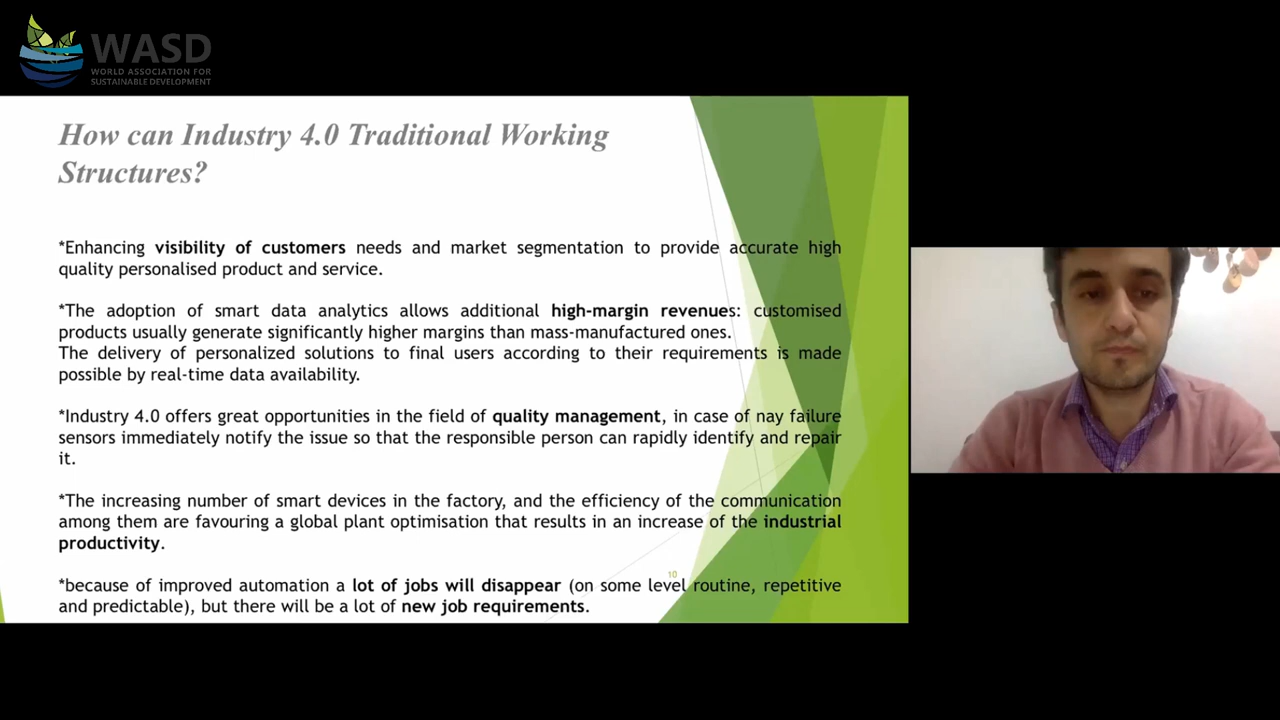 WASD
WORLD ASSOCIATION FOR
SUSTAINABLE DEVELOPMENT
How can Industry 4.0 Traditional Working
Structures?
*Enhancing visibility of customers needs and market segmentation to provide accurate high
quality personalised product and service.
*The adoption of smart data analytics allows additional high-margin revenues: customised
products usually generate significantly higher margins than mass-manufactured ones.
The delivery of personalized solutions to final users according to their requirements is made
possible by real-time data availability.
*Industry 4.0 offers great opportunities in the field of quality management, in case of nay failure
sensors immediately notify the issue so that the responsible person can rapidly identify and repair
it.
*The increasing number of smart devices in the factory, and the efficiency of the communication
among them are favouring a global plant optimisation that results in an increase of the industrial
productivity.
10
*because of improved automation a lot of jobs will disappear (on some level routine, repetitive
and predictable), but there will be a lot of new job requirements.